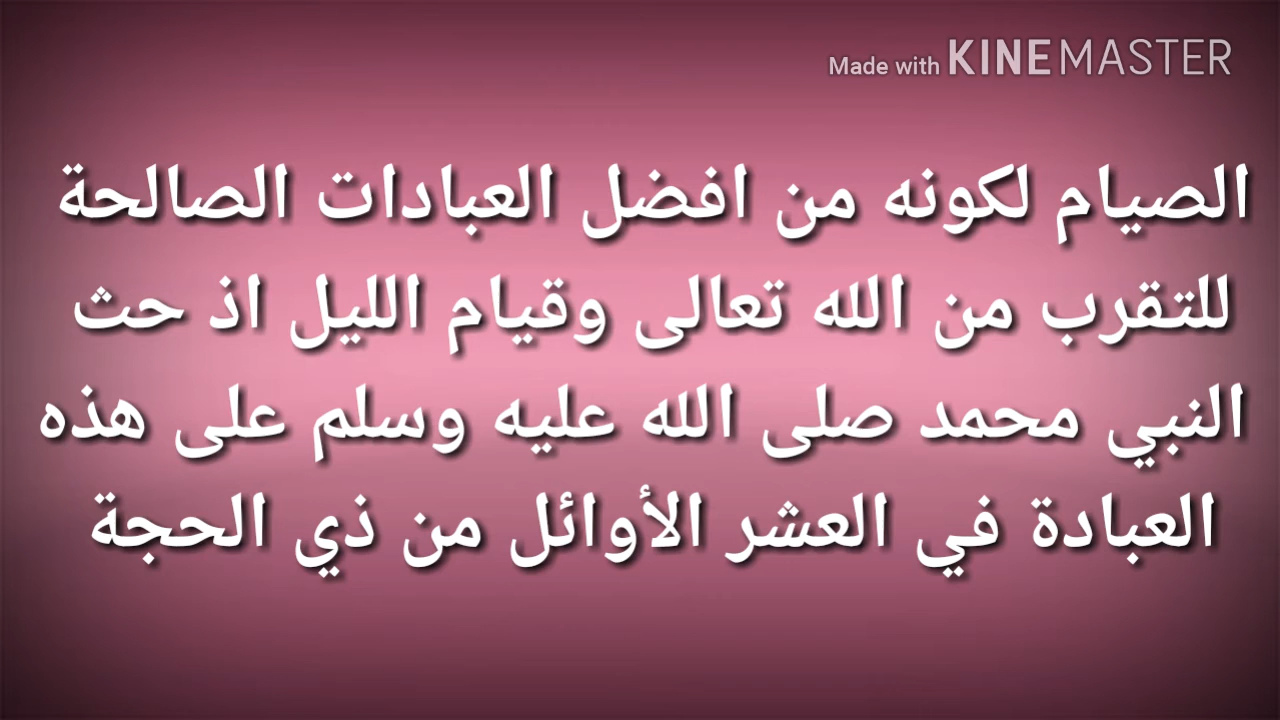 Made with KINEMASTER
الصيام لكونه من افضل العبادات الصالحة
للتقرب من الله تعالى وقيام الليل اذ حث
النبي محمد صلى الله عليه وسلم على هذه
العبادة في العشر الأوائل من ذي الحجة